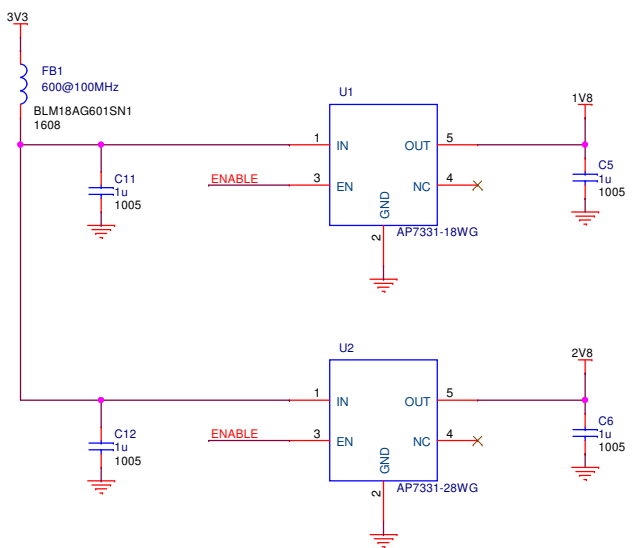 3V3
FB1
600@100MHz
BLM18AG601SN1
1608
U1
1V8
1
IN
OUT
5
C5
1u
1005
C11
1u
1005
ENABLE
3
EN
NC
4
GND
2
AP7331-18WG
U2
2V8
1
IN
OUT
5
C6
1u
1005
C12
1u
1005
ENABLE
3
EN
NC
4
GND
2
AP7331-28WG